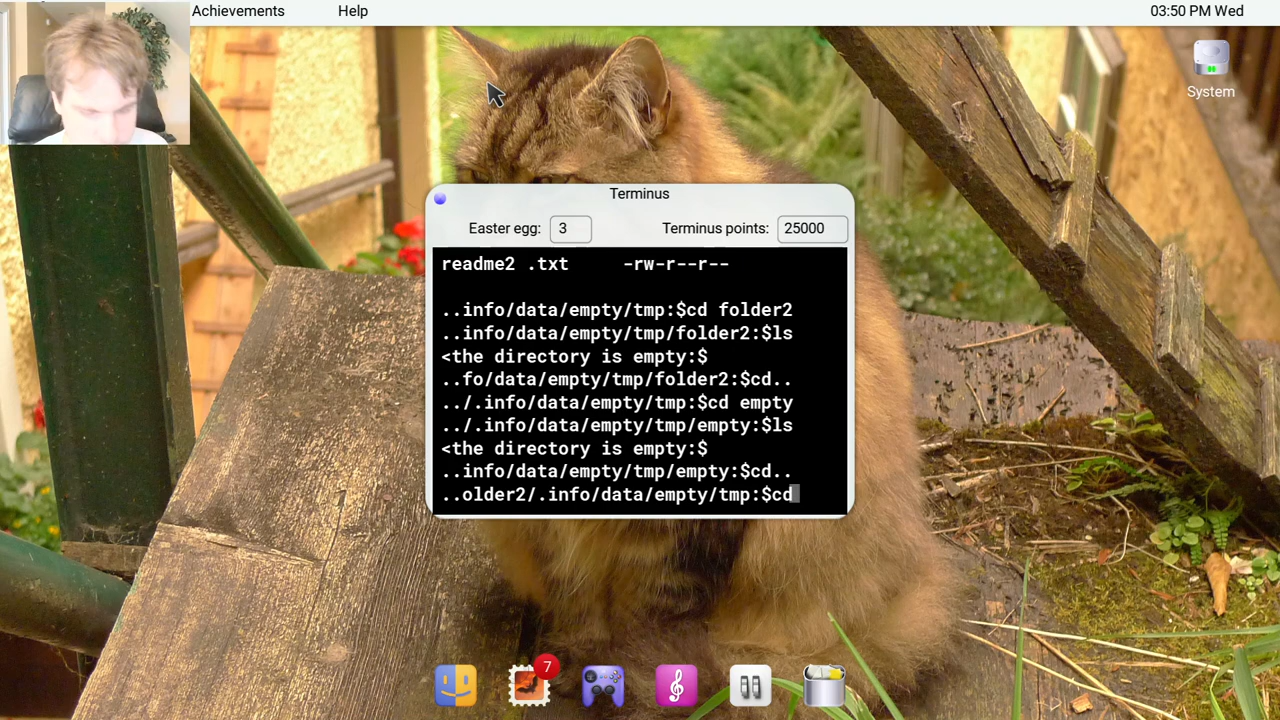 Achievements Help 03:50 PM Wed
System
Terminus
Easter egg: 3 Terminus points: 25000
readme2 .txt -rw-r--r--
..info/data/empty/tmp:$cd folder2
..info/data/empty/tmp/folder2:$ls
<the directory is empty:$
..fo/data/empty/tmp/folder2:$cd..
../.info/data/empty/tmp:$cd empty
../.info/data/empty/tmp/empty:$ls
<the directory is empty:$
..info/data/empty/tmp/empty:$cd..
..older2/.info/data/empty/tmp:$cd
7